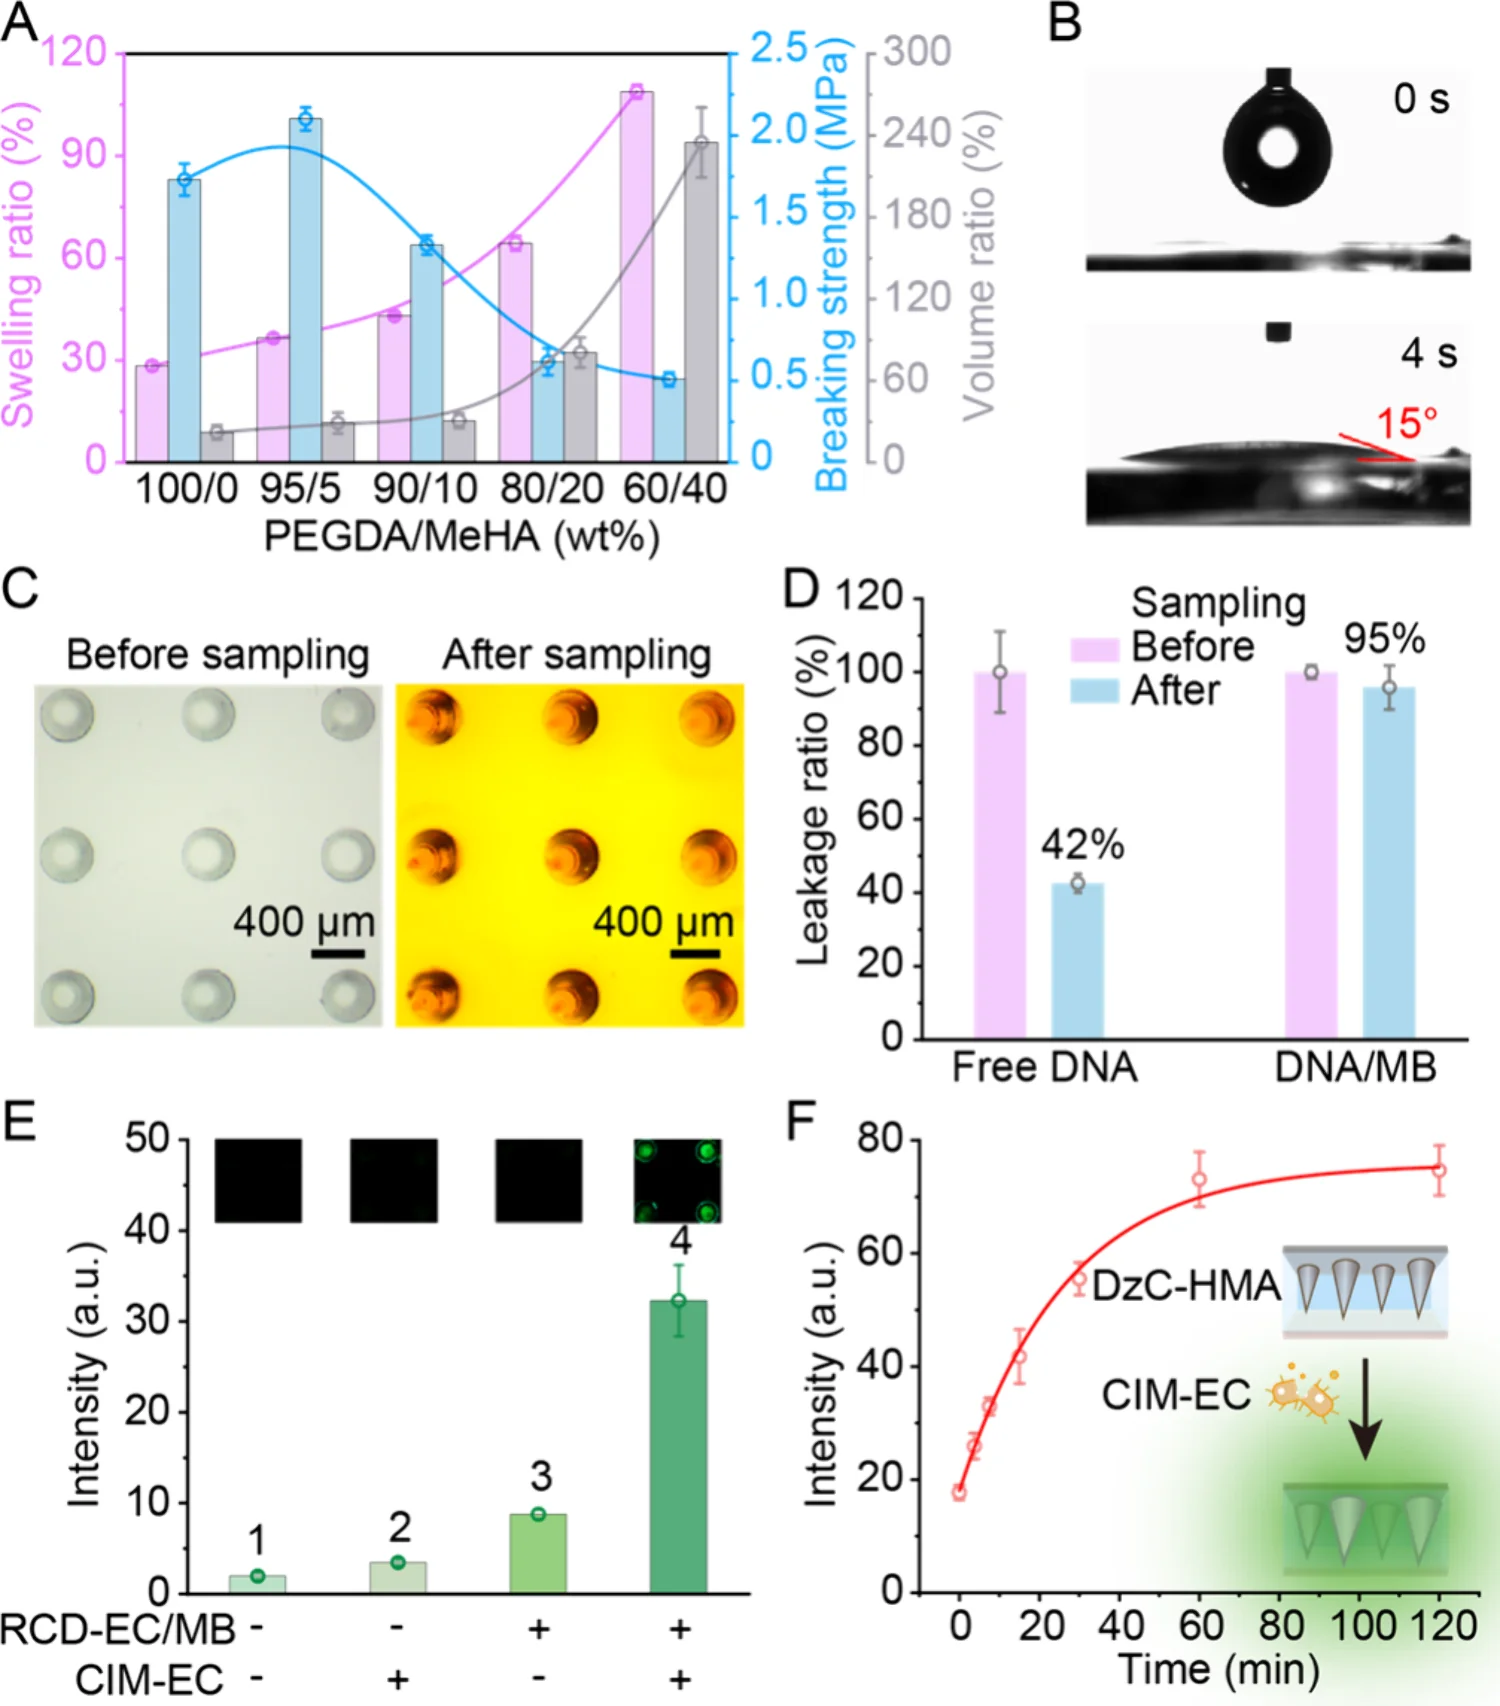 A
120
90
60
30
0
Swelling ratio (%)
2.5
2.0
1.5
1.0
0.5
0
Breaking strength (MPa)
300
240
180
120
60
0
Volume ratio (%)
100/0 95/5 90/10 80/20 60/40
PEGDA/MeHA (wt%)
B
0 s
4 s
15°
C
Before sampling
After sampling
400 μm
400 μm
D
120
100
80
60
40
20
0
Leakage ratio (%)
Sampling
Before
After
42%
95%
Free DNA
DNA/MB
E
50
40
30
20
10
0
Intensity (a.u.)
1
2
3
4
RCD-EC/MB - - + +
CIM-EC - + - +
F
80
60
40
20
0
Intensity (a.u.)
DzC-HMA
CIM-EC
0 20 40 60 80 100 120
Time (min)